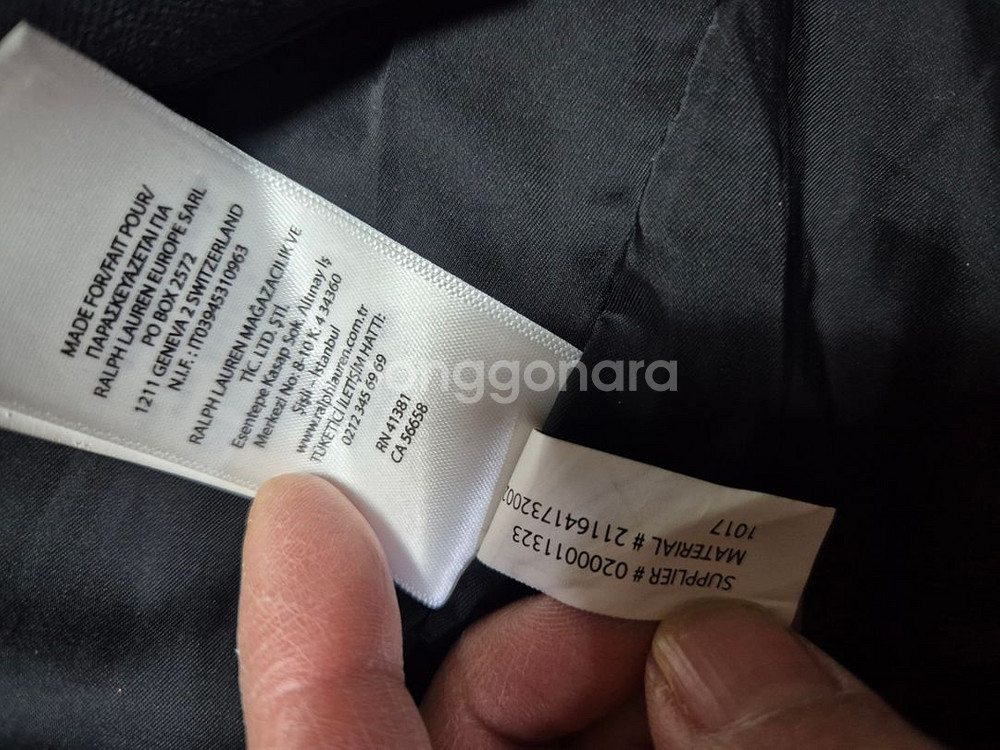 MADE FOR/FAIT POUR/
ΠΑΡΑΣΚΕΥΑΖΕΤΑΙ ΓΙΑ
RALPH LAUREN EUROPE SARL
PO BOX 2572
1211 GENEVA 2 SWITZERLAND
N.I.F. : IT03945310963
RALPH LAUREN MAĞAZACILIK VE
TİC. LTD. ŞTİ.
Esentepe Kasap Sok. Altunay İş
Merkezi No: 8-10 K: 4 34360
Şişli - İstanbul
www.ralphlauren.com.tr
TÜKETİCİ İLETİŞİM HATTI:
0212 345 69 69
RN 41381
CA 56658
SUPPLIER # 0200011323
MATERIAL # 211641732002
1017
onggonara